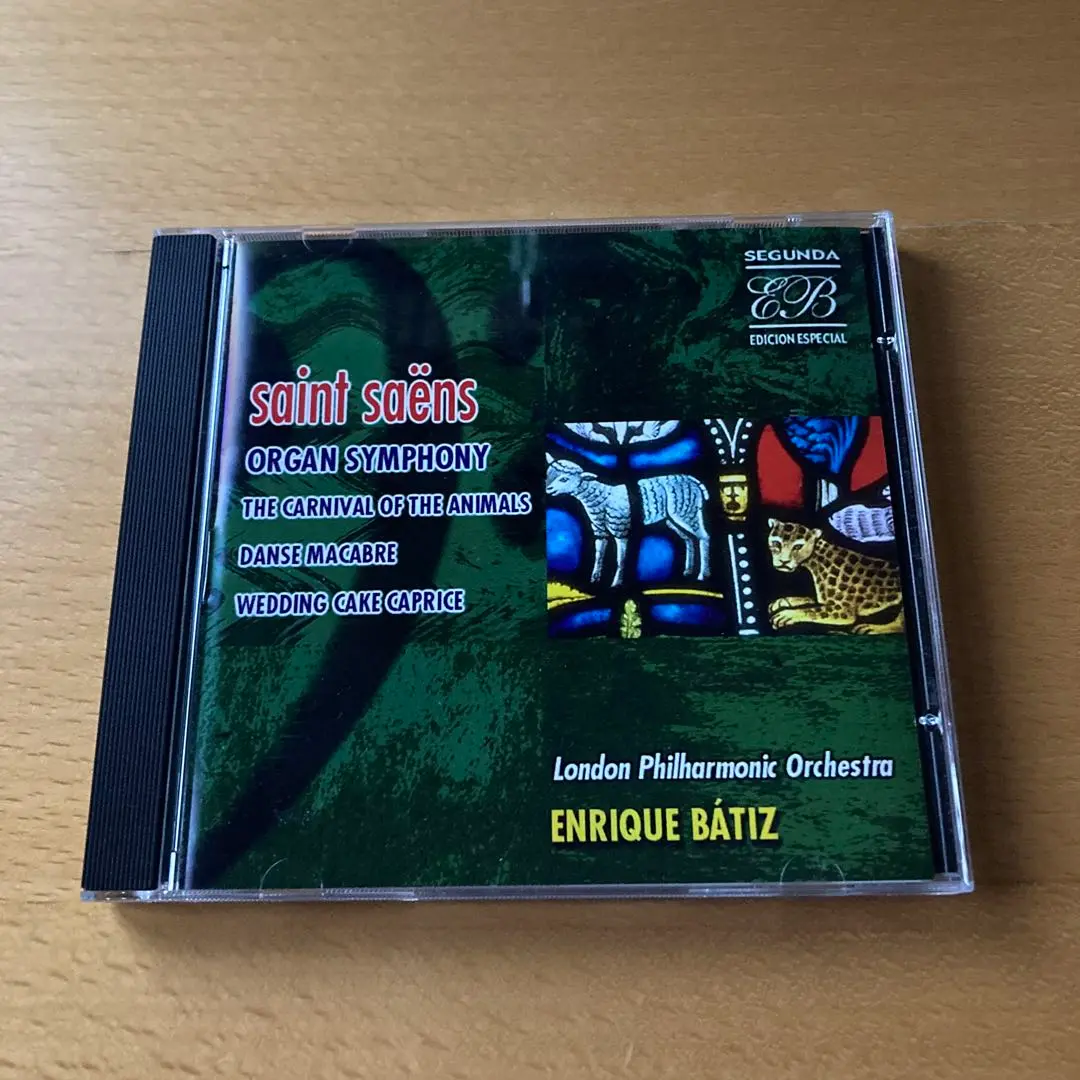 SEGUNDA
EB
EDICION ESPECIAL
saint saëns
ORGAN SYMPHONY
THE CARNIVAL OF THE ANIMALS
DANSE MACABRE
WEDDING CAKE CAPRICE
London Philharmonic Orchestra
ENRIQUE BÁTIZ